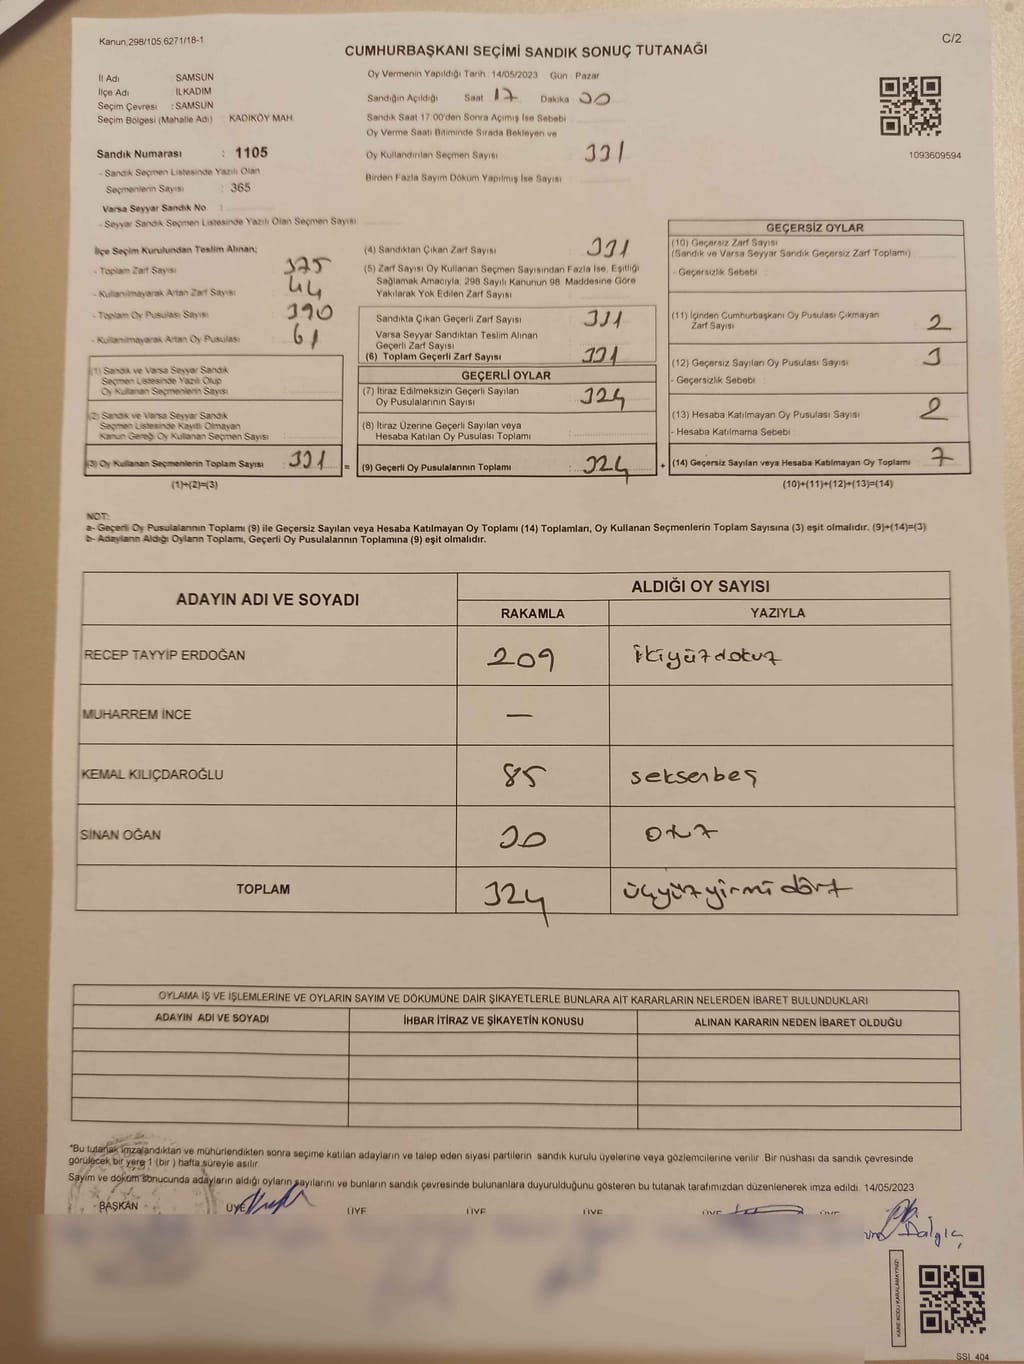 Kanun,298/105,6271/18-1
C/2
CUMHURBAŞKANI SEÇİMİ SANDIK SONUÇ TUTANAĞI
İl Adı SAMSUN
İlçe Adı İLKADIM
Seçim Çevresi : SAMSUN
Seçim Bölgesi (Mahalle Adı) : KADIKÖY MAH.
Oy Vermenin Yapıldığı Tarih : 14/05/2023 Gün : Pazar
Sandığın Açıldığı Saat 17 Dakika 30
Sandık Saat 17.00'den Sonra Açımış İse Sebebi
Oy Verme Saati Bitiminde Sırada Bekleyen ve
Oy Kullandırılan Seçmen Sayısı 331
Birden Fazla Sayım Döküm Yapılmış İse Sayısı
1093609594
Sandık Numarası : 1105
- Sandık Seçmen Listesinde Yazılı Olan
Seçmenlerin Sayısı : 365
Varsa Seyyar Sandık No
- Seyyar Sandık Seçmen Listesinde Yazılı Olan Seçmen Sayısı
İlçe Seçim Kurulundan Teslim Alınan;
- Toplam Zarf Sayısı 375
- Kullanılmayarak Artan Zarf Sayısı 44
- Toplam Oy Pusulası Sayısı 390
- Kullanılmayarak Artan Oy Pusulası 61
(1) Sandık ve Varsa Seyyar Sandık
Seçmen Listesinde Yazılı Olup
Oy Kullanan Seçmen Sayısı
(2) Sandık ve Varsa Seyyar Sandık
Seçmen Listesinde Kayıtlı Olmayan
Kanun Gereği Oy Kullanan Seçmen Sayısı
(3) Oy Kullanan Seçmenlerin Toplam Sayısı : 331 =
(1)+(2)=(3)
(4) Sandıktan Çıkan Zarf Sayısı 331
(5) Zarf Sayısı Oy Kullanan Seçmen Sayısından Fazla İse, Eşitliği
Sağlamak Amacıyla, 298 Sayılı Kanunun 98. Maddesine Göre
Yakılarak Yok Edilen Zarf Sayısı
Sandıkta Çıkan Geçerli Zarf Sayısı 331
Varsa Seyyar Sandıktan Teslim Alınan
Geçerli Zarf Sayısı
(6) Toplam Geçerli Zarf Sayısı 331
GEÇERLİ OYLAR
(7) İtiraz Edilmeksizin Geçerli Sayılan
Oy Pusulalarının Sayısı 324
(8) İtiraz Üzerine Geçerli Sayılan veya
Hesaba Katılan Oy Pusulası Toplamı
(9) Geçerli Oy Pusulalarının Toplamı : 324 +
GEÇERSİZ OYLAR
(10) Geçersiz Zarf Sayısı
(Sandık ve Varsa Seyyar Sandık Geçersiz Zarf Toplamı)
- Geçersizlik Sebebi
(11) İçinden Cumhurbaşkanı Oy Pusulası Çıkmayan
Zarf Sayısı 2
(12) Geçersiz Sayılan Oy Pusulası Sayısı 3
- Geçersizlik Sebebi
(13) Hesaba Katılmayan Oy Pusulası Sayısı 2
- Hesaba Katılmama Sebebi
(14) Geçersiz Sayılan veya Hesaba Katılmayan Oy Toplamı 7
(10)+(11)+(12)+(13)=(14)
NOT:
a- Geçerli Oy Pusulalarının Toplamı (9) ile Geçersiz Sayılan veya Hesaba Katılmayan Oy Toplamı (14) Toplamları, Oy Kullanan Seçmenlerin Toplam Sayısına (3) eşit olmalıdır. (9)+(14)=(3)
b- Adayların Aldığı Oyların Toplamı, Geçerli Oy Pusulalarının Toplamına (9) eşit olmalıdır.
ADAYIN ADI VE SOYADI
ALDIĞI OY SAYISI
RAKAMLA YAZIYLA
RECEP TAYYİP ERDOĞAN 209 ikiyüzdokuz
MUHARREM İNCE —
KEMAL KILIÇDAROĞLU 85 seksenbeş
SİNAN OĞAN 30 otuz
TOPLAM 324 üçyüzyirmidört
OYLAMA İŞ VE İŞLEMLERİNE VE OYLARIN SAYIM VE DÖKÜMÜNE DAİR ŞİKAYETLERLE BUNLARA AİT KARARLARIN NELERDEN İBARET BULUNDUKLARI
ADAYIN ADI VE SOYADI İHBAR İTİRAZ VE ŞİKAYETİN KONUSU ALINAN KARARIN NEDEN İBARET OLDUĞU
*Bu tutanak imzalandıktan ve mühürlendikten sonra seçime katılan adayların ve talep eden siyasi partilerin sandık kurulu üyelerine veya gözlemcilerine verilir. Bir nüshası da sandık çevresinde
görülecek bir yere 1 (bir) hafta süreyle asılır.
Sayım ve döküm sonucunda adayların aldığı oyların sayılarını ve bunların sandık çevresinde bulunanlara duyurulduğunu gösteren bu tutanak tarafımızdan düzenlenerek imza edildi. 14/05/2023
BAŞKAN ÜYE ÜYE ÜYE ÜYE ÜYE ÜYE
Dalgıç
KARE KODU KARALAMAYINIZ!
SSI_404